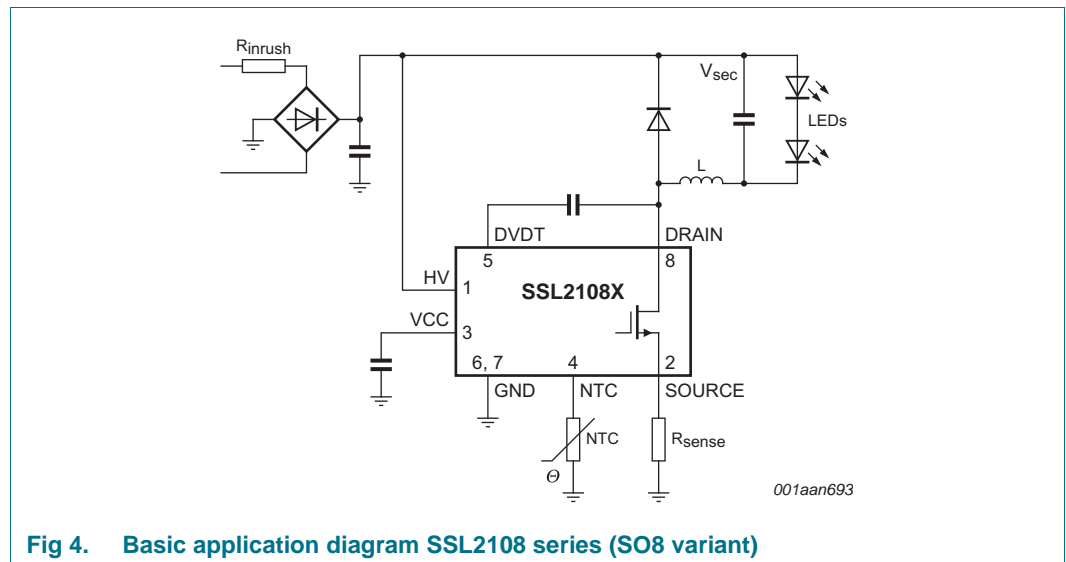 Rinrush
Vsec
LEDs
L
DVDT
DRAIN
5
8
HV
1
SSL2108X
VCC
3
6, 7
4
2
GND
NTC
SOURCE
NTC
Rsense
Θ
001aan693
Fig 4. Basic application diagram SSL2108 series (SO8 variant)